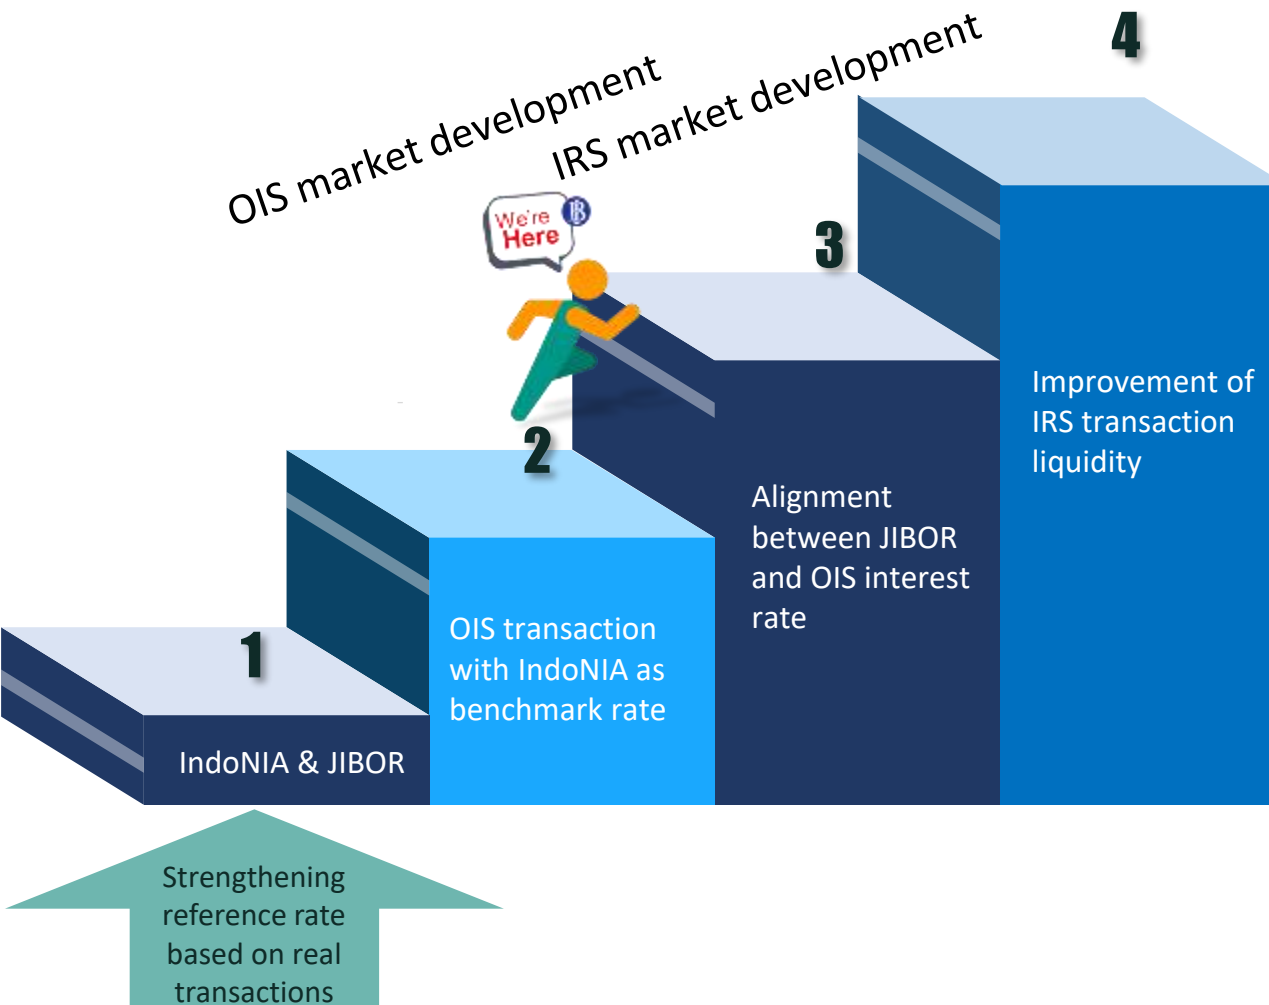 OIS market development
IRS market development
4
We're
Here
3
2
1
Improvement of
IRS transaction
liquidity
Alignment
between JIBOR
and OIS interest
rate
OIS transaction
with IndoNIA as
benchmark rate
IndoNIA & JIBOR
Strengthening
reference rate
based on real
transactions